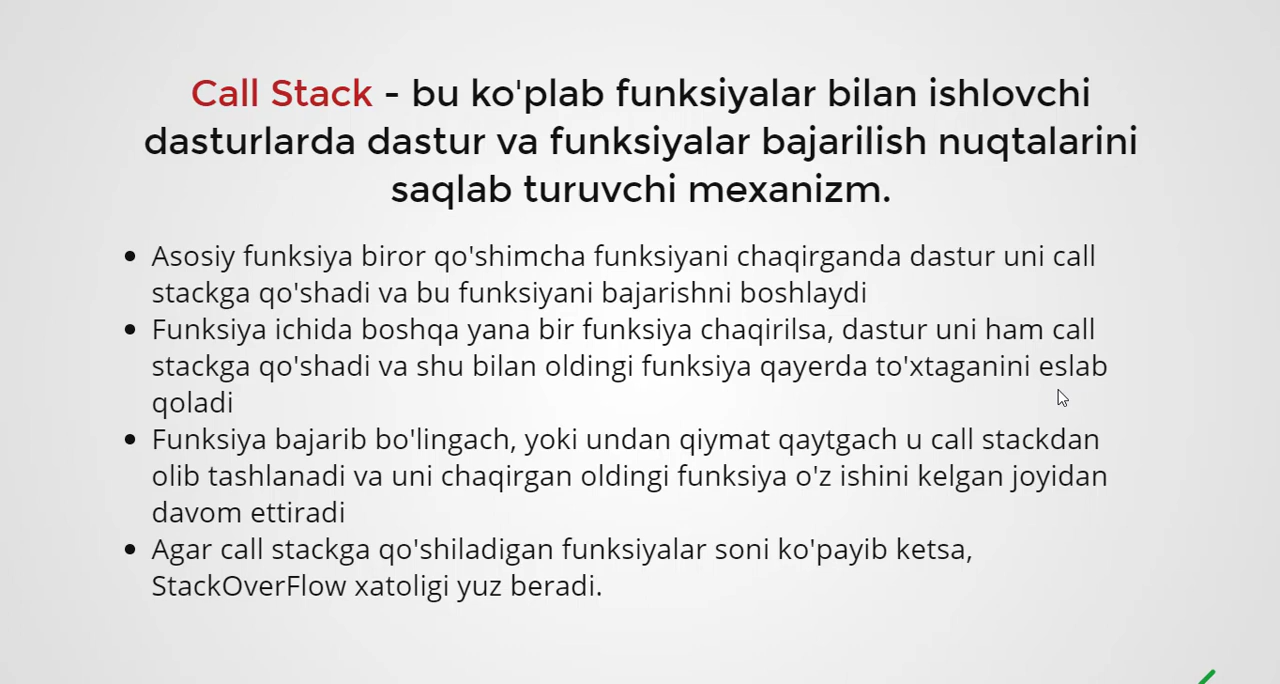 Call Stack - bu ko'plab funksiyalar bilan ishlovchi
dasturlarda dastur va funksiyalar bajarilish nuqtalarini
saqlab turuvchi mexanizm.
• Asosiy funksiya biror qo'shimcha funksiyani chaqirganda dastur uni call
stackga qo'shadi va bu funksiyani bajarishni boshlaydi
• Funksiya ichida boshqa yana bir funksiya chaqirilsa, dastur uni ham call
stackga qo'shadi va shu bilan oldingi funksiya qayerda to'xtaganini eslab
qoladi
• Funksiya bajarib bo'lingach, yoki undan qiymat qaytgach u call stackdan
olib tashlanadi va uni chaqirgan oldingi funksiya o'z ishini kelgan joyidan
davom ettiradi
• Agar call stackga qo'shiladigan funksiyalar soni ko'payib ketsa,
StackOverFlow xatoligi yuz beradi.